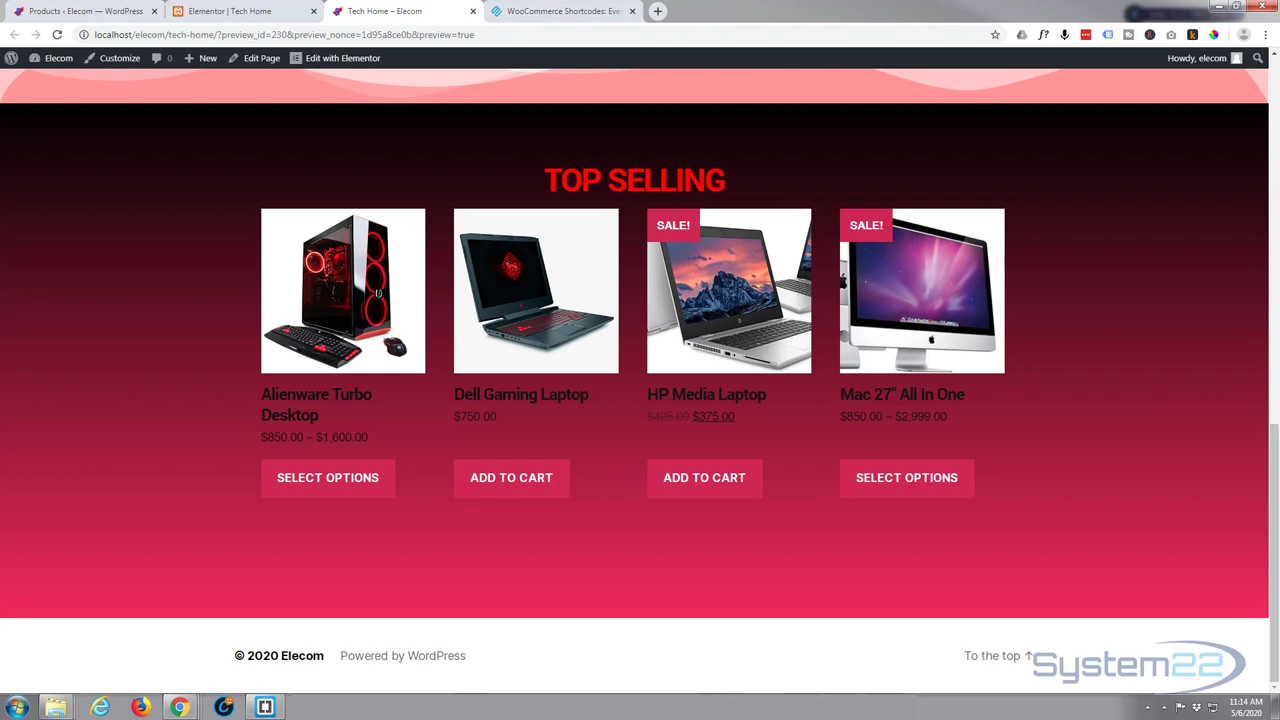 Products ‹ Elecom — WordPress
Elementor | Tech Home
Tech Home – Elecom
WooCommerce Shortcodes: Eve
localhost/elecom/tech-home/?preview_id=230&preview_nonce=1d95a8ce0b&preview=true
Elecom
Customize
0
New
Edit Page
Edit with Elementor
Howdy, elecom
TOP SELLING
SALE!
SALE!
Alienware Turbo
Desktop
$850.00 – $1,600.00
SELECT OPTIONS
Dell Gaming Laptop
$750.00
ADD TO CART
HP Media Laptop
$425.00 $375.00
ADD TO CART
Mac 27" All In One
$850.00 – $2,999.00
SELECT OPTIONS
© 2020 Elecom
Powered by WordPress
To the top ↑
System22
11:14 AM
5/6/2020